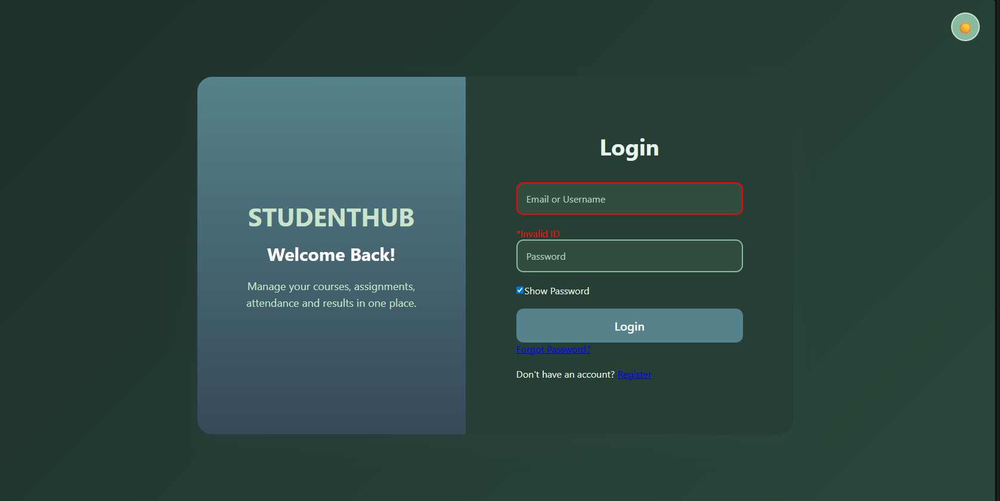 STUDENTHUB
Welcome Back!
Manage your courses, assignments,
attendance and results in one place.
Login
Email or Username
*Invalid ID
Password
Show Password
Login
Forgot Password?
Don't have an account? Register